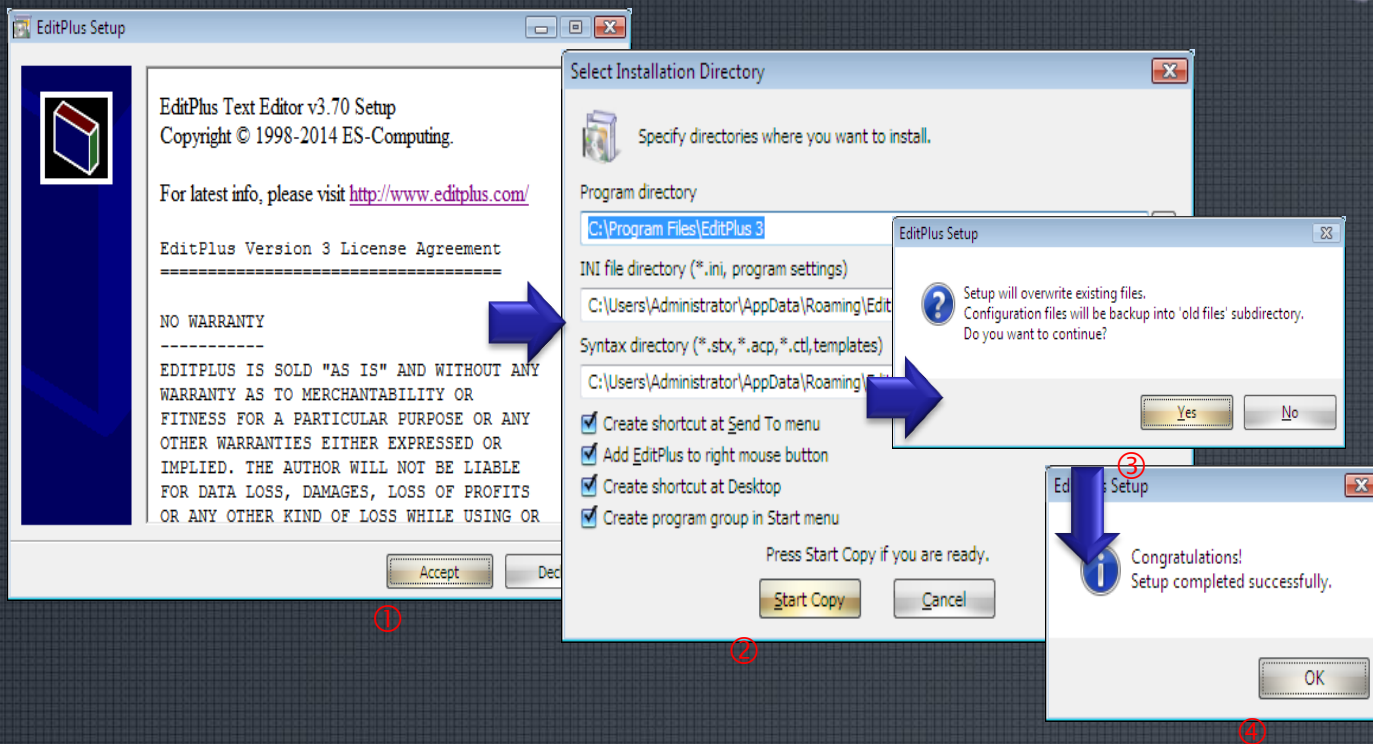 EditPlus Setup
EditPlus Text Editor v3.70 Setup
Copyright © 1998-2014 ES-Computing.
For latest info, please visit http://www.editplus.com/
EditPlus Version 3 License Agreement
====================================
NO WARRANTY
-----------
EDITPLUS IS SOLD "AS IS" AND WITHOUT ANY
WARRANTY AS TO MERCHANTABILITY OR
FITNESS FOR A PARTICULAR PURPOSE OR ANY
OTHER WARRANTIES EITHER EXPRESSED OR
IMPLIED. THE AUTHOR WILL NOT BE LIABLE
FOR DATA LOSS, DAMAGES, LOSS OF PROFITS
OR ANY OTHER KIND OF LOSS WHILE USING OR
Accept
①
Select Installation Directory
Specify directories where you want to install.
Program directory
C:\Program Files\EditPlus 3
INI file directory (*.ini, program settings)
C:\Users\Administrator\AppData\Roaming\Edit
Syntax directory (*.stx,*.acp,*.ctl,templates)
C:\Users\Administrator\AppData\Roaming\
Create shortcut at Send To menu
Add EditPlus to right mouse button
Create shortcut at Desktop
Create program group in Start menu
Press Start Copy if you are ready.
Start Copy
Cancel
②
EditPlus Setup
Setup will overwrite existing files.
Configuration files will be backup into 'old files' subdirectory.
Do you want to continue?
Yes
No
③
Setup
Congratulations!
Setup completed successfully.
OK
④